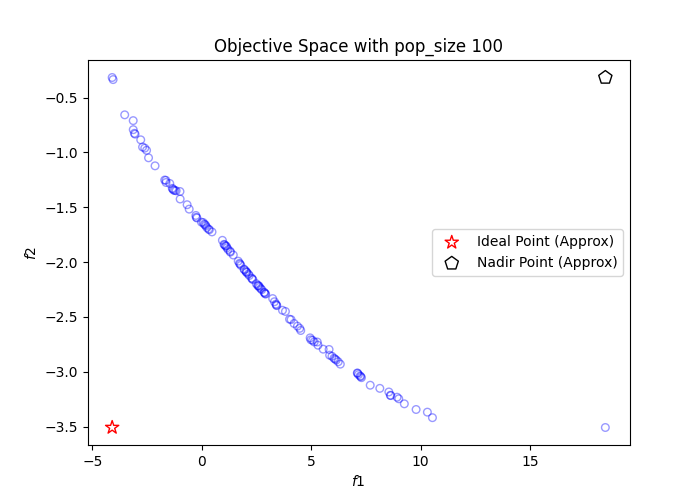 Objective Space with pop_size 100
−0.5
−1.0
−1.5
−2.0
−2.5
−3.0
−3.5
f2
Ideal Point (Approx)
Nadir Point (Approx)
−5 0 5 10 15
f1